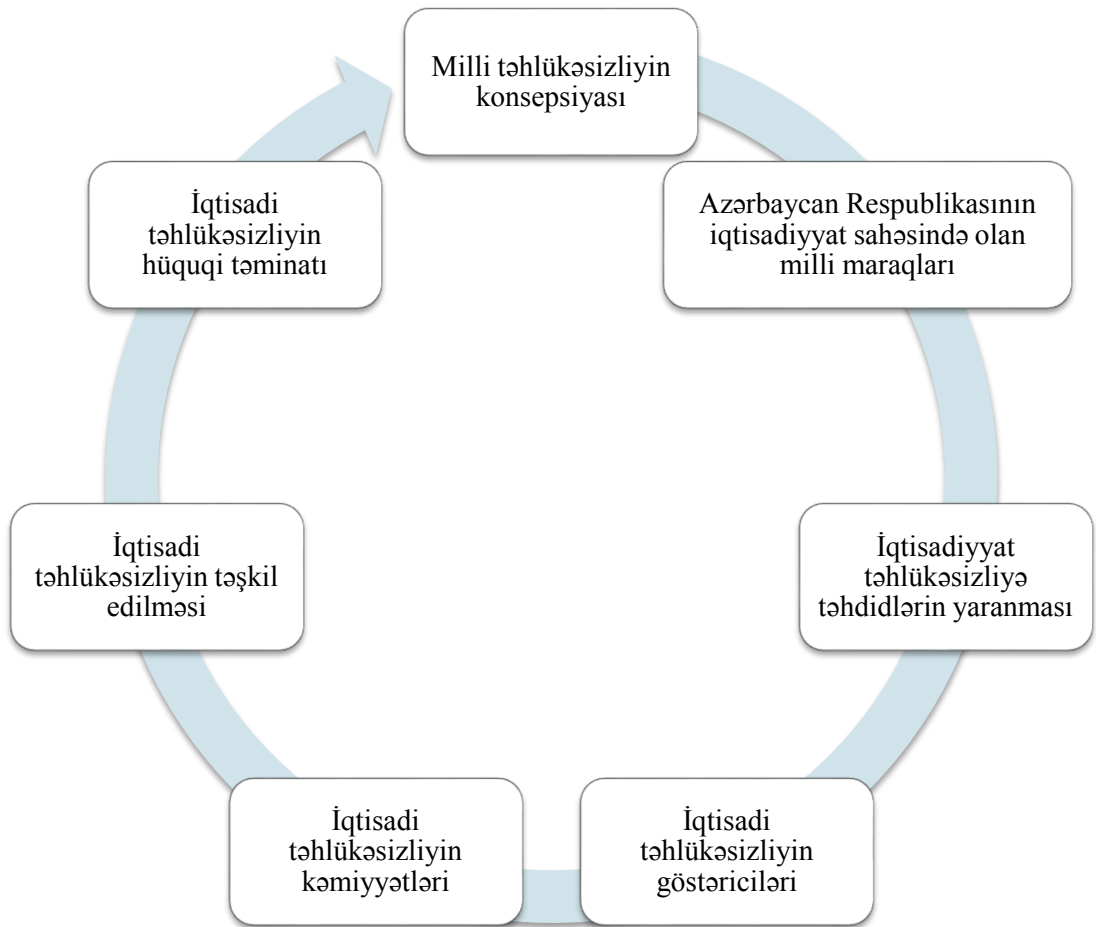 Milli təhlükəsizliyin
konsepsiyası
Azərbaycan Respublikasının
iqtisadiyyat sahəsində olan
milli maraqları
İqtisadiyyat
təhlükəsizliyə
təhdidlərin yaranması
İqtisadi
təhlükəsizliyin
göstəriciləri
İqtisadi
təhlükəsizliyin
kəmiyyətləri
İqtisadi
təhlükəsizliyin təşkil
edilməsi
İqtisadi
təhlükəsizliyin
hüquqi təminatı